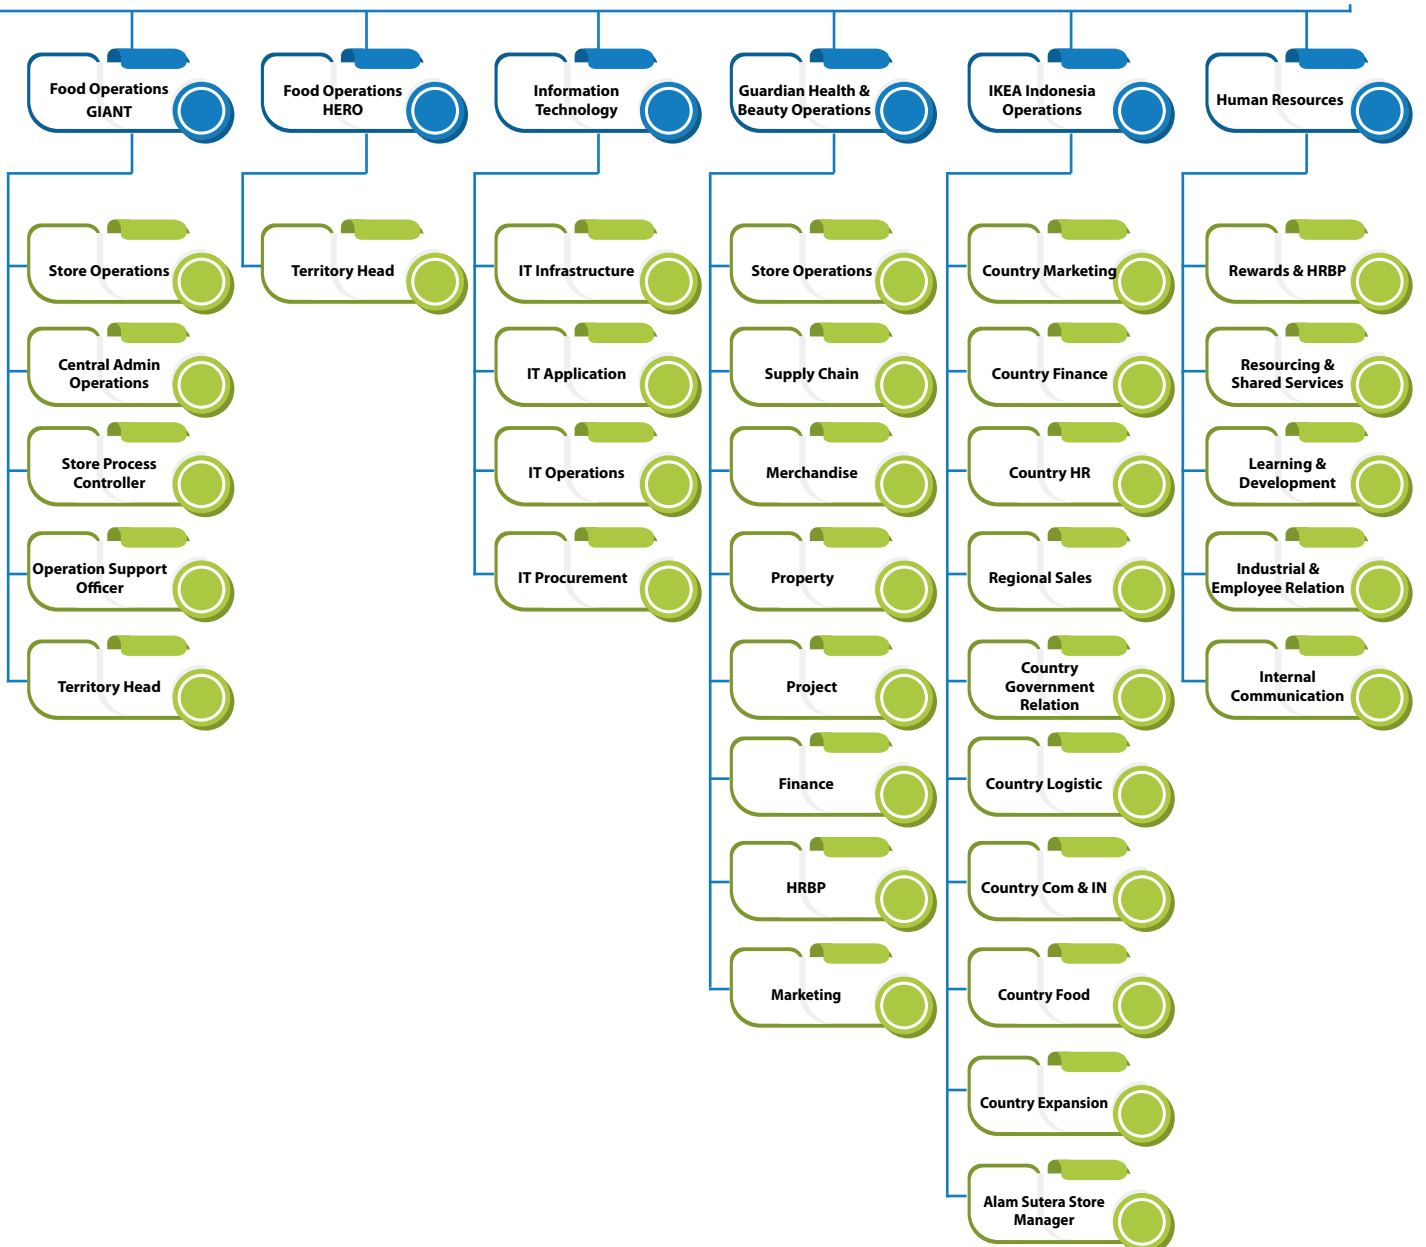 Food Operations
GIANT
Food Operations
HERO
Information
Technology
Guardian Health &
Beauty Operations
IKEA Indonesia
Operations
Human Resources
Store Operations
Central Admin
Operations
Store Process
Controller
Operation Support
Officer
Territory Head
Territory Head
IT Infrastructure
IT Application
IT Operations
IT Procurement
Store Operations
Supply Chain
Merchandise
Property
Project
Finance
HRBP
Marketing
Country Marketing
Country Finance
Country HR
Regional Sales
Country
Government
Relation
Country Logistic
Country Com & IN
Country Food
Country Expansion
Alam Sutera Store
Manager
Rewards & HRBP
Resourcing &
Shared Services
Learning &
Development
Industrial &
Employee Relation
Internal
Communication